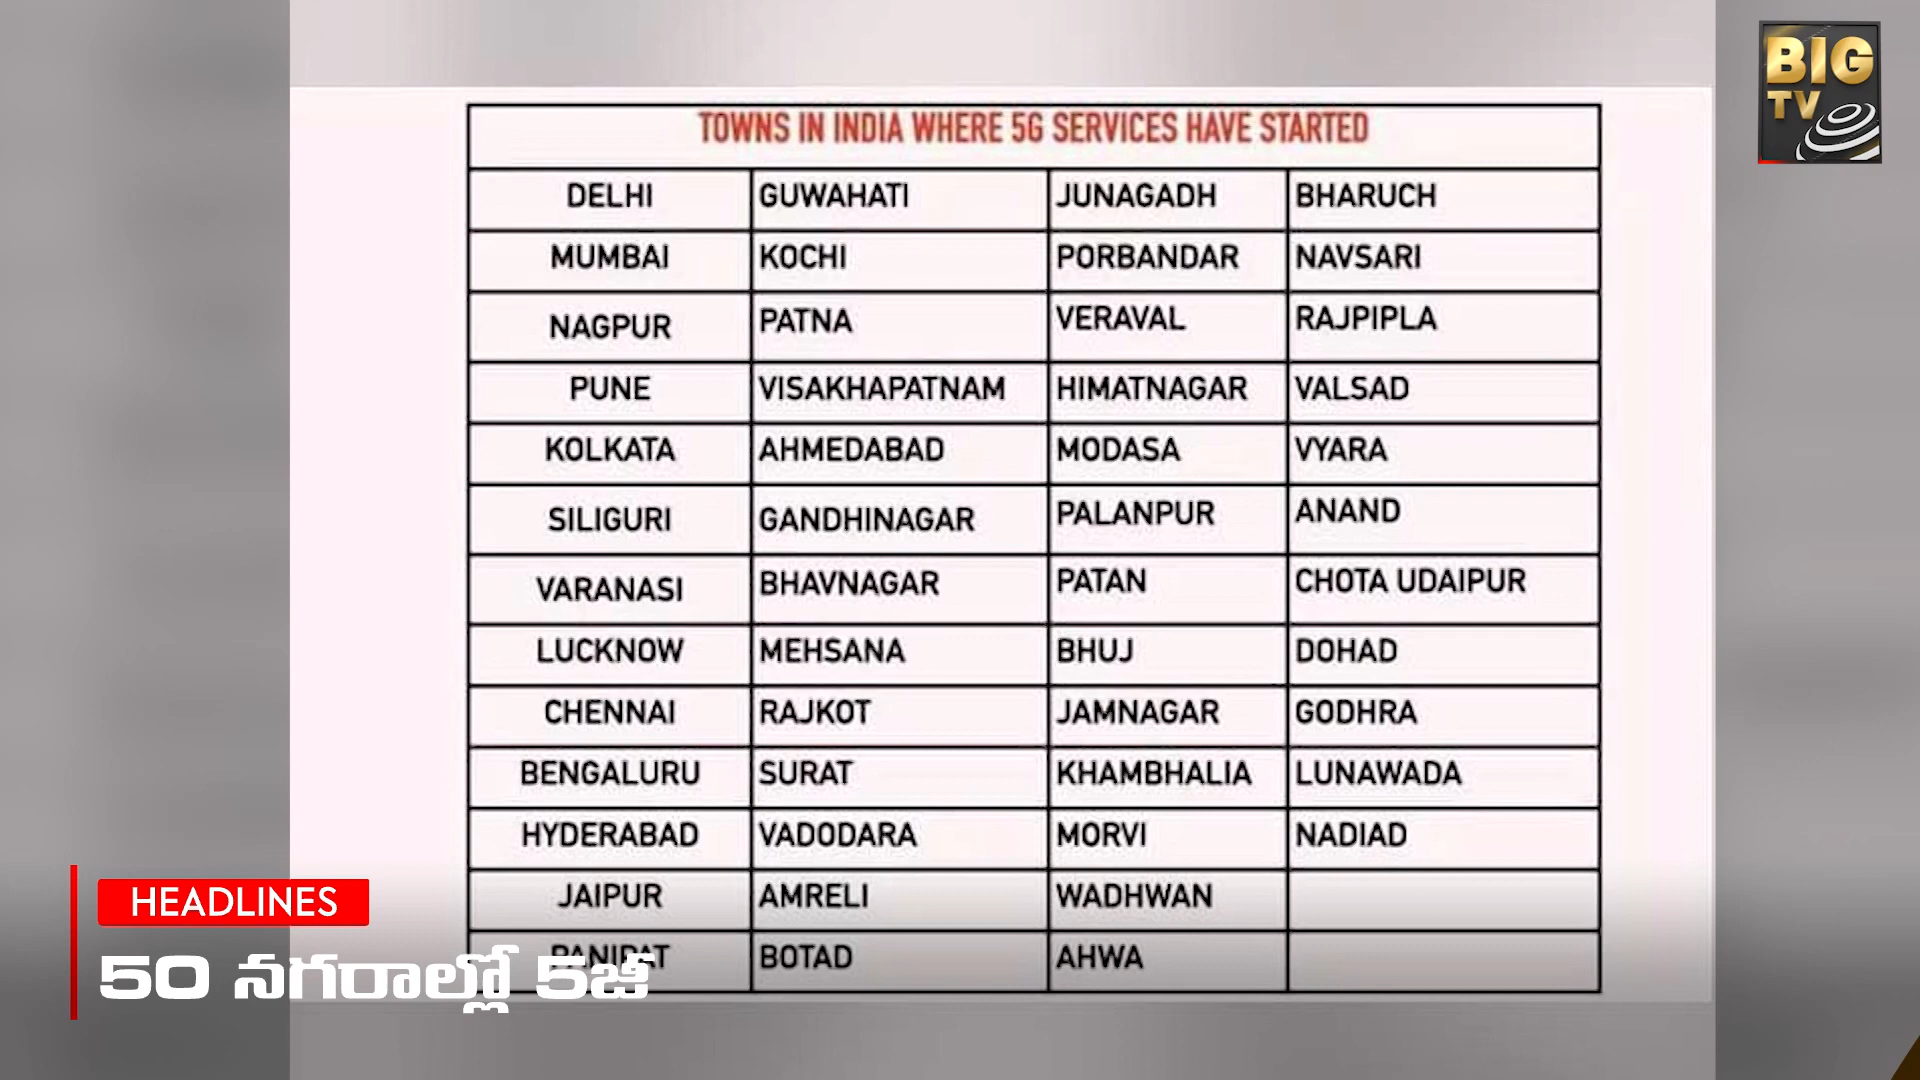 BIG
TV
TOWNS IN INDIA WHERE 5G SERVICES HAVE STARTED
DELHI GUWAHATI JUNAGADH BHARUCH
MUMBAI KOCHI PORBANDAR NAVSARI
NAGPUR PATNA VERAVAL RAJPIPLA
PUNE VISAKHAPATNAM HIMATNAGAR VALSAD
KOLKATA AHMEDABAD MODASA VYARA
SILIGURI GANDHINAGAR PALANPUR ANAND
VARANASI BHAVNAGAR PATAN CHOTA UDAIPUR
LUCKNOW MEHSANA BHUJ DOHAD
CHENNAI RAJKOT JAMNAGAR GODHRA
BENGALURU SURAT KHAMBHALIA LUNAWADA
HYDERABAD VADODARA MORVI NADIAD
JAIPUR AMRELI WADHWAN
PANIPAT BOTAD AHWA
HEADLINES
50 నగరాల్లో 5జీ